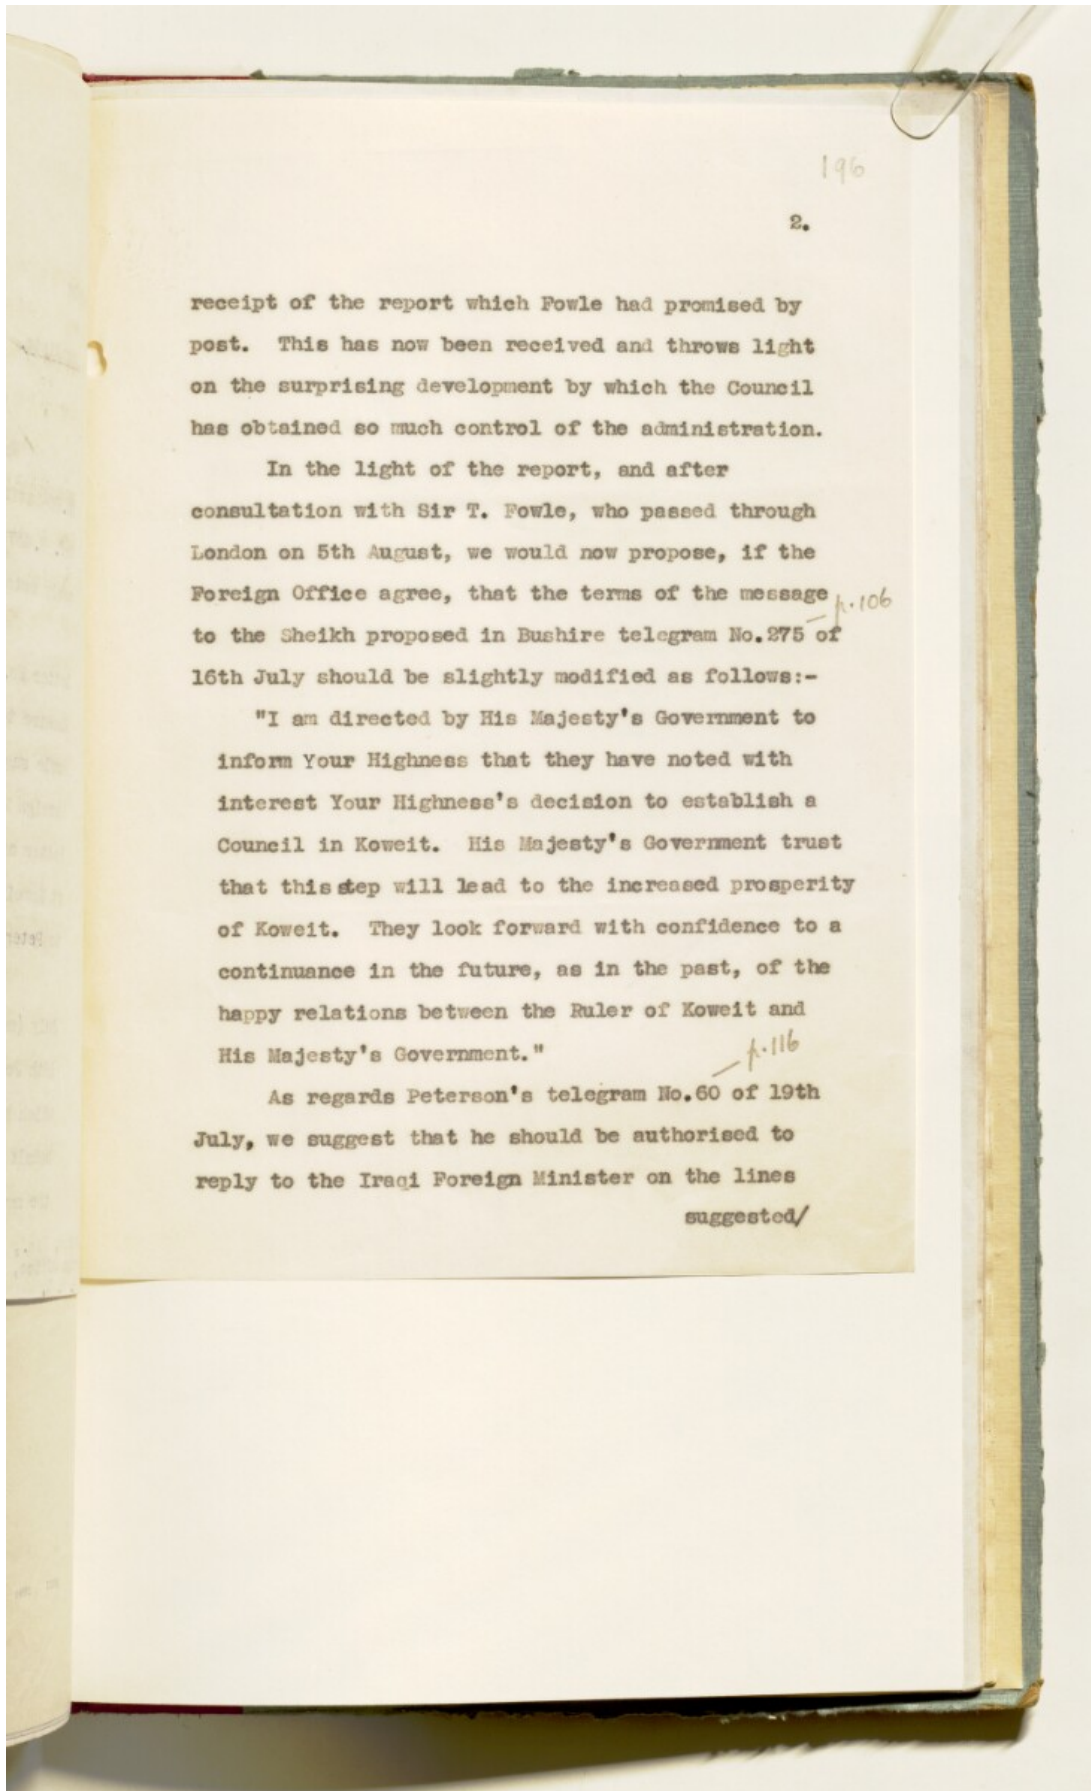 196
2.
receipt of the report which Fowle had promised by
post. This has now been received and throws light
on the surprising development by which the Council
has obtained so much control of the administration.
In the light of the report, and after
consultation with Sir T. Fowle, who passed through
London on 5th August, we would now propose, if the
Foreign Office agree, that the terms of the message
p.106
to the Sheikh proposed in Bushire telegram No.275 of
16th July should be slightly modified as follows:-
"I am directed by His Majesty's Government to
inform Your Highness that they have noted with
interest Your Highness's decision to establish a
Council in Koweit. His Majesty's Government trust
that this step will lead to the increased prosperity
of Koweit. They look forward with confidence to a
continuance in the future, as in the past, of the
happy relations between the Ruler of Koweit and
His Majesty's Government."
p.116
As regards Peterson's telegram No.60 of 19th
July, we suggest that he should be authorised to
reply to the Iraqi Foreign Minister on the lines
suggested/